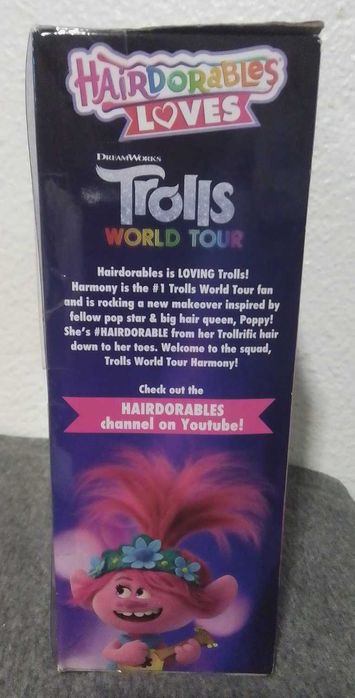 HAIRDORABLES
LOVES
DREAMWORKS
Trolls
WORLD TOUR
Hairdorables is LOVING Trolls!
Harmony is the #1 Trolls World Tour fan
and is rocking a new makeover inspired by
fellow pop star & big hair queen, Poppy!
She's #HAIRDORABLE from her Trollrific hair
down to her toes. Welcome to the squad,
Trolls World Tour Harmony!
Check out the
HAIRDORABLES
channel on Youtube!